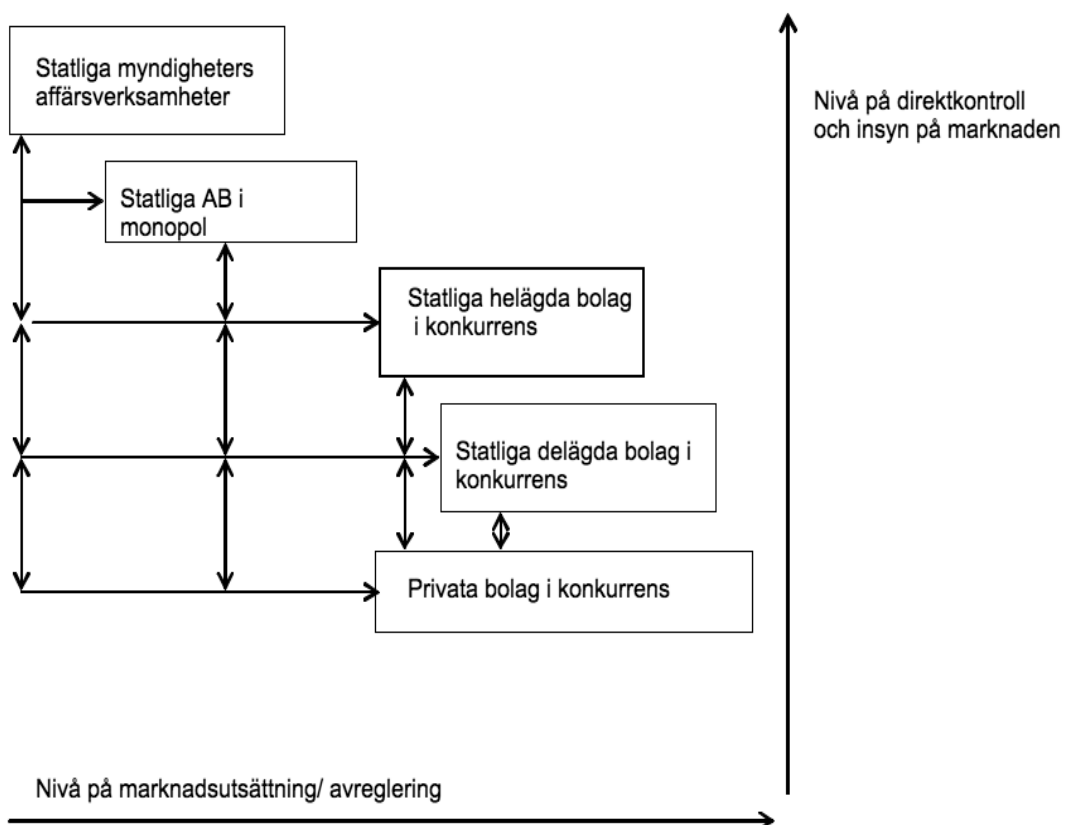 Statliga myndigheters
affärsverksamheter
Nivå på direktkontroll
och insyn på marknaden
Statliga AB i
monopol
Statliga helägda bolag
i konkurrens
Statliga delägda bolag i
konkurrens
Privata bolag i konkurrens
Nivå på marknadsutsättning/ avreglering